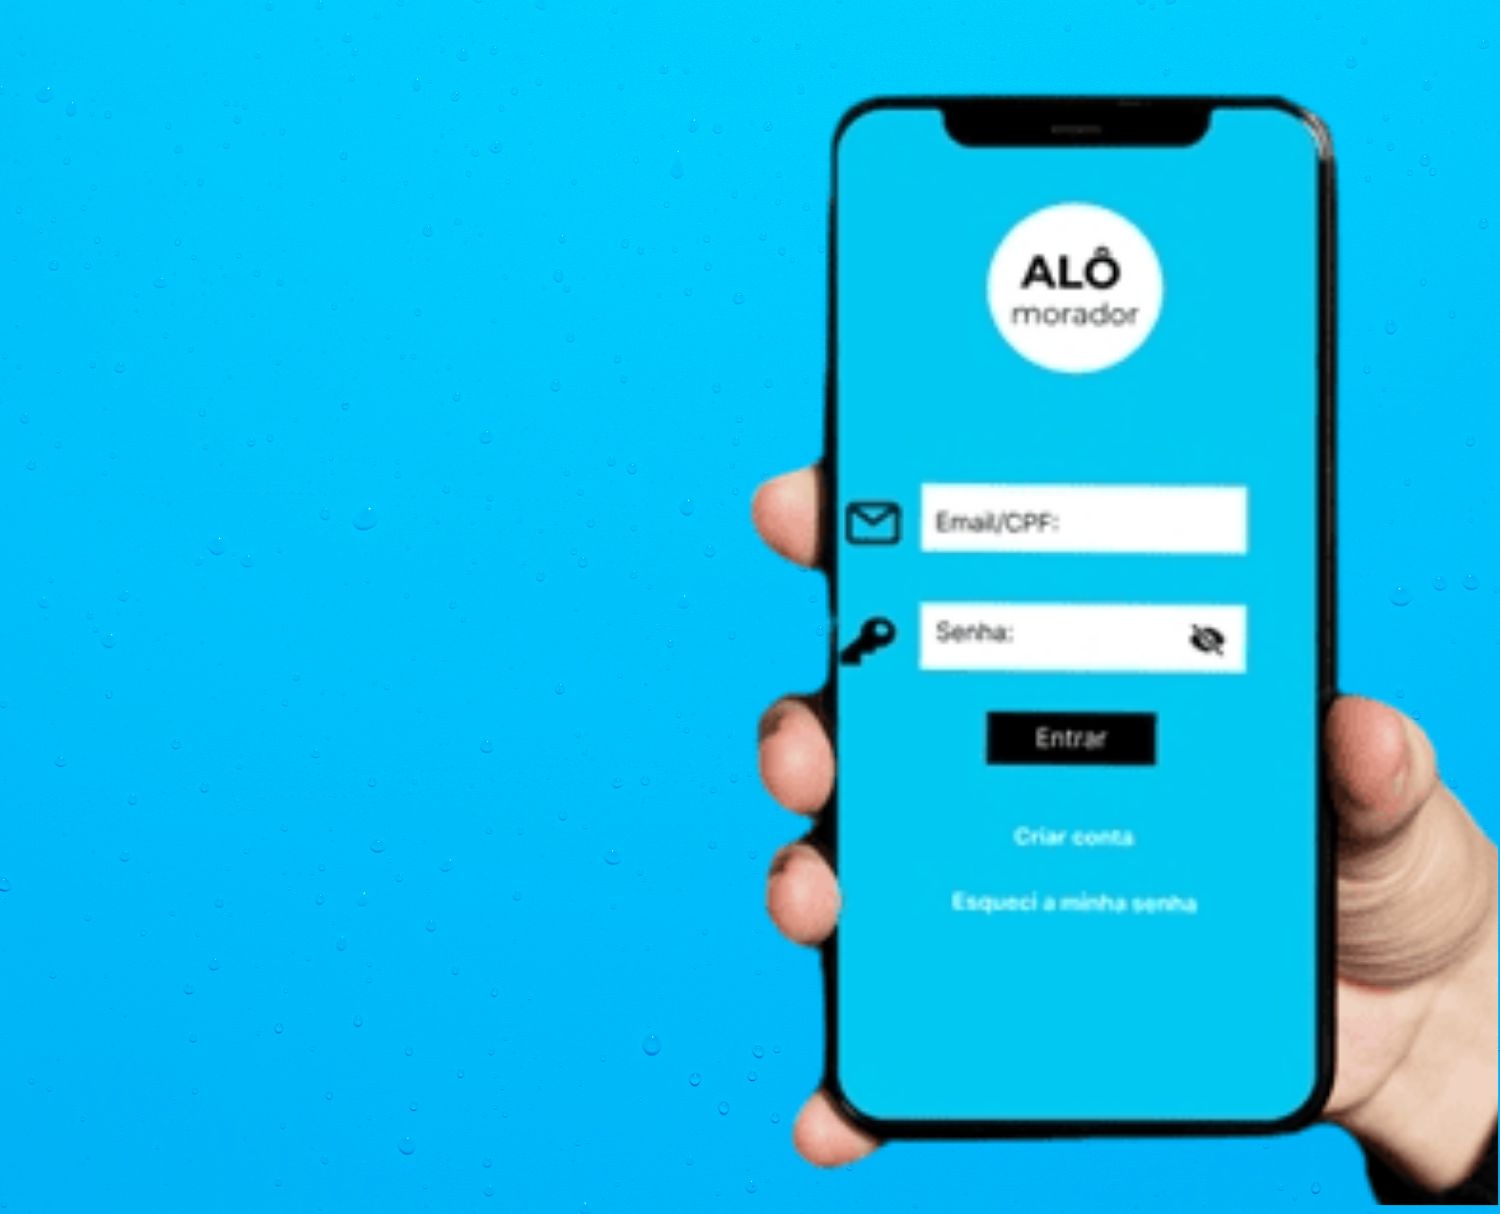 ALÔ
morador
Email/CPF:
Senha:
Entrar
Criar conta
Esqueci a minha senha